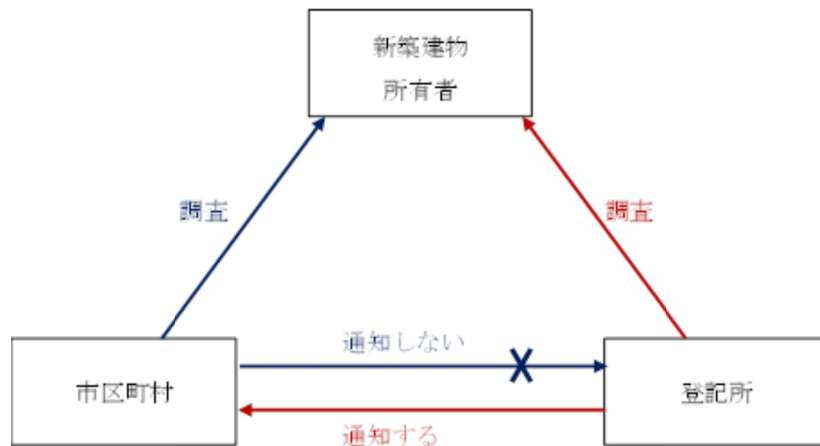 新築建物
所有者
調査
調査
通知しない
市区町村
登記所
通知する